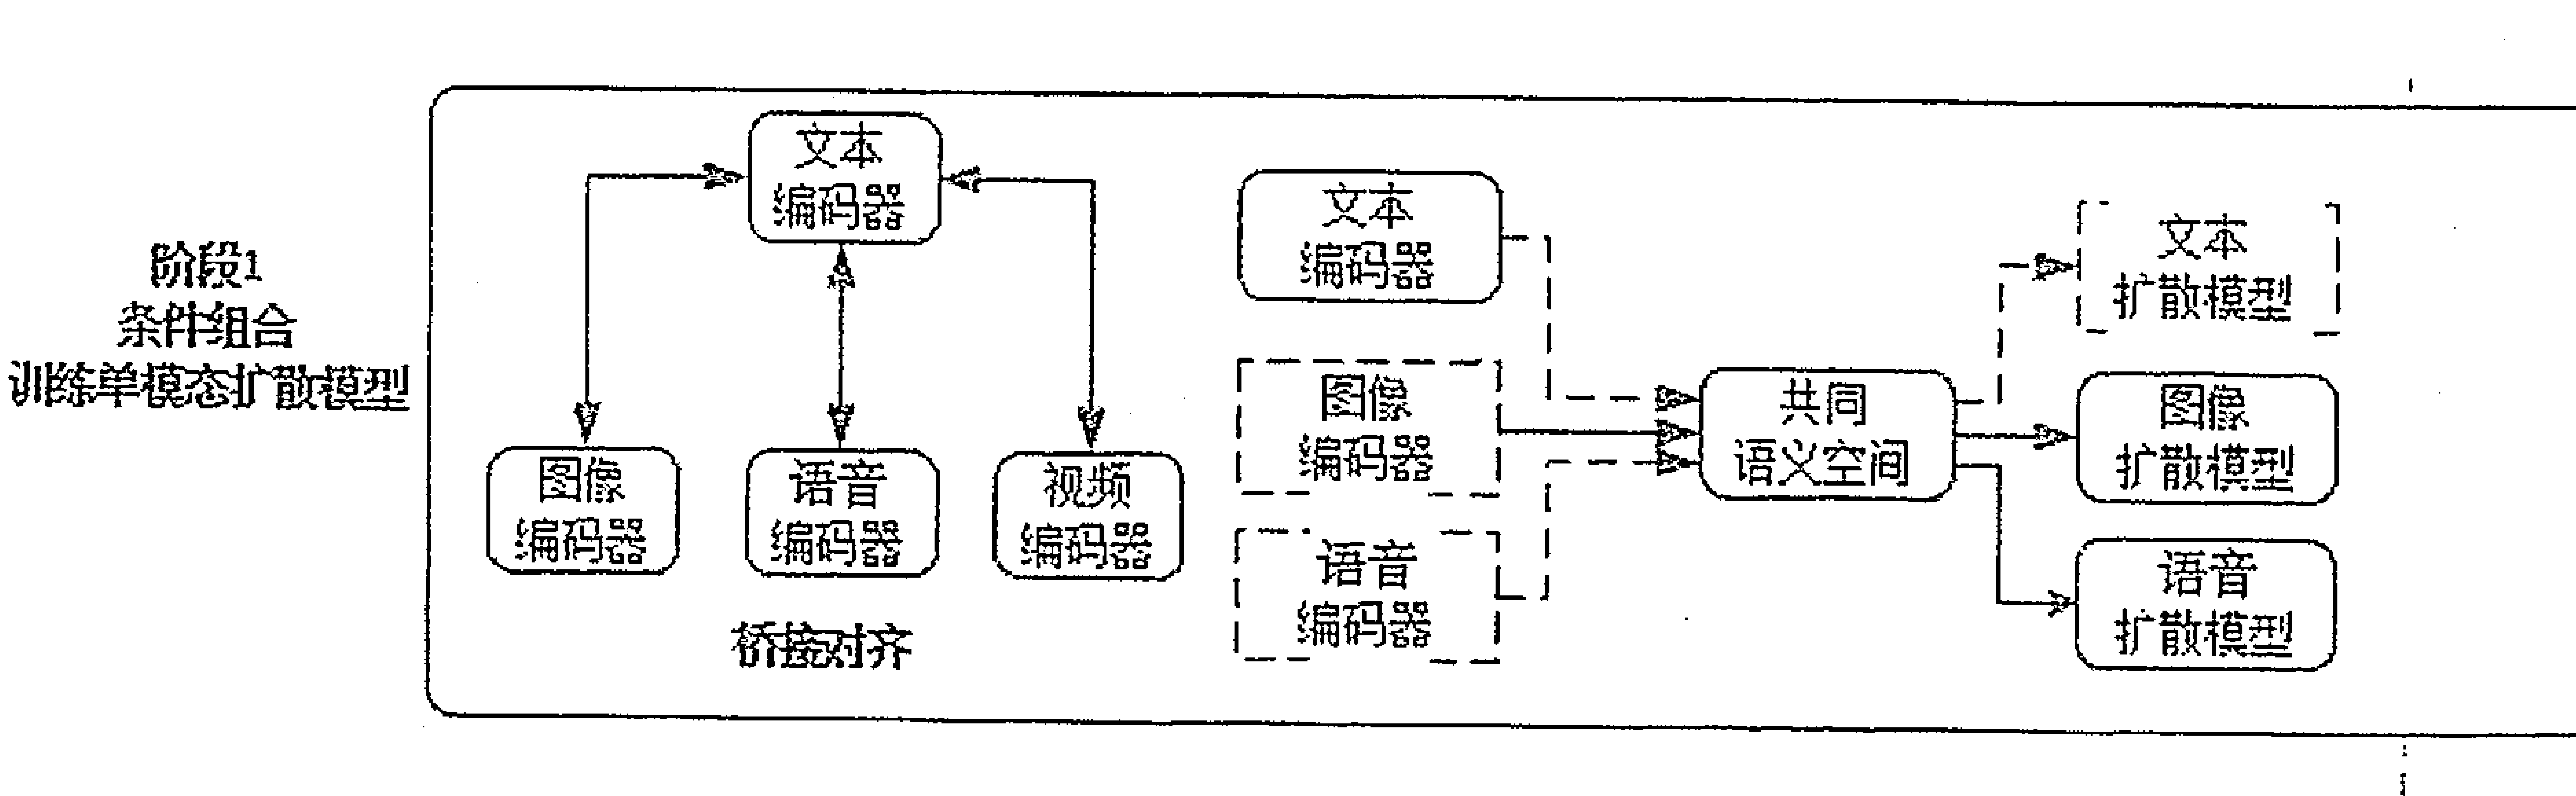 阶段1
条件组合
训练单模态扩散模型
文本
编码器
图像
编码器
语音
编码器
视频
编码器
桥接对齐
文本
编码器
图像
编码器
语音
编码器
共同
语义空间
文本
扩散模型
图像
扩散模型
语音
扩散模型